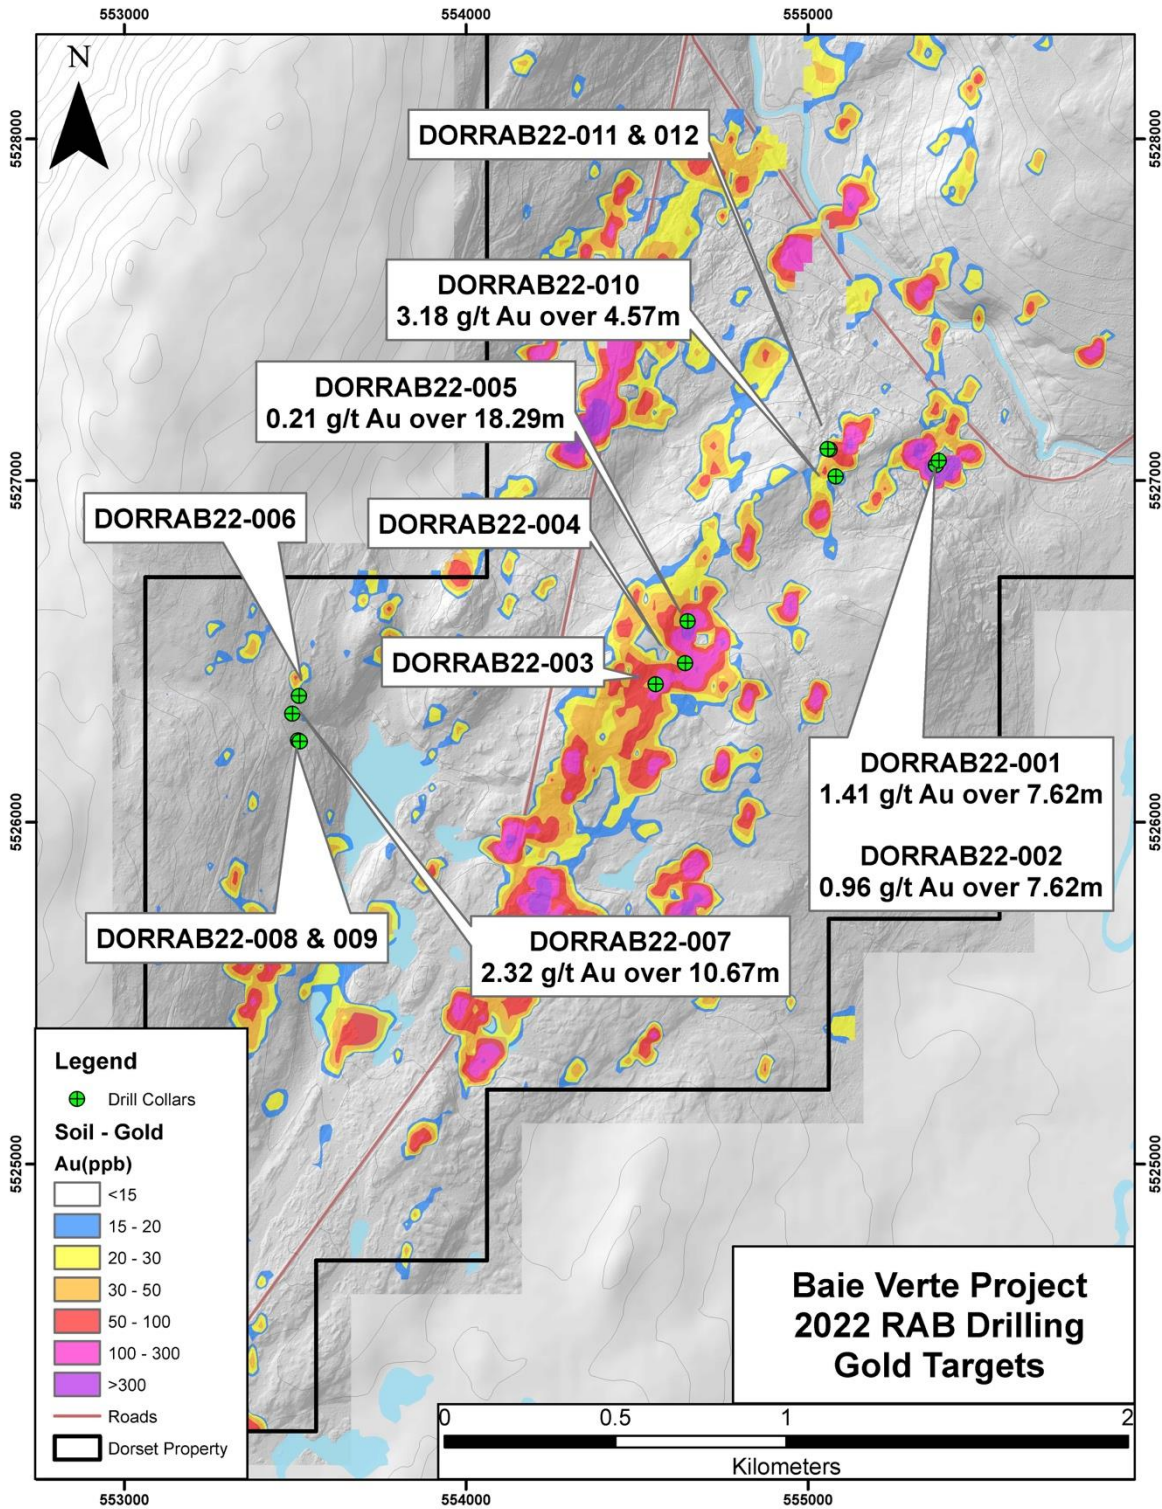 553000
554000
555000
N
5528000
5528000
DORRAB22-011 & 012
DORRAB22-010
3.18 g/t Au over 4.57m
DORRAB22-005
0.21 g/t Au over 18.29m
5527000
5527000
DORRAB22-006
DORRAB22-004
DORRAB22-003
DORRAB22-001
1.41 g/t Au over 7.62m
DORRAB22-002
0.96 g/t Au over 7.62m
5526000
5526000
DORRAB22-008 & 009
DORRAB22-007
2.32 g/t Au over 10.67m
5525000
5525000
Legend
Drill Collars
Soil - Gold
Au(ppb)
<15
15 - 20
20 - 30
30 - 50
50 - 100
100 - 300
>300
Roads
Dorset Property
Baie Verte Project
2022 RAB Drilling
Gold Targets
0 0.5 1 2
Kilometers
553000
554000
555000